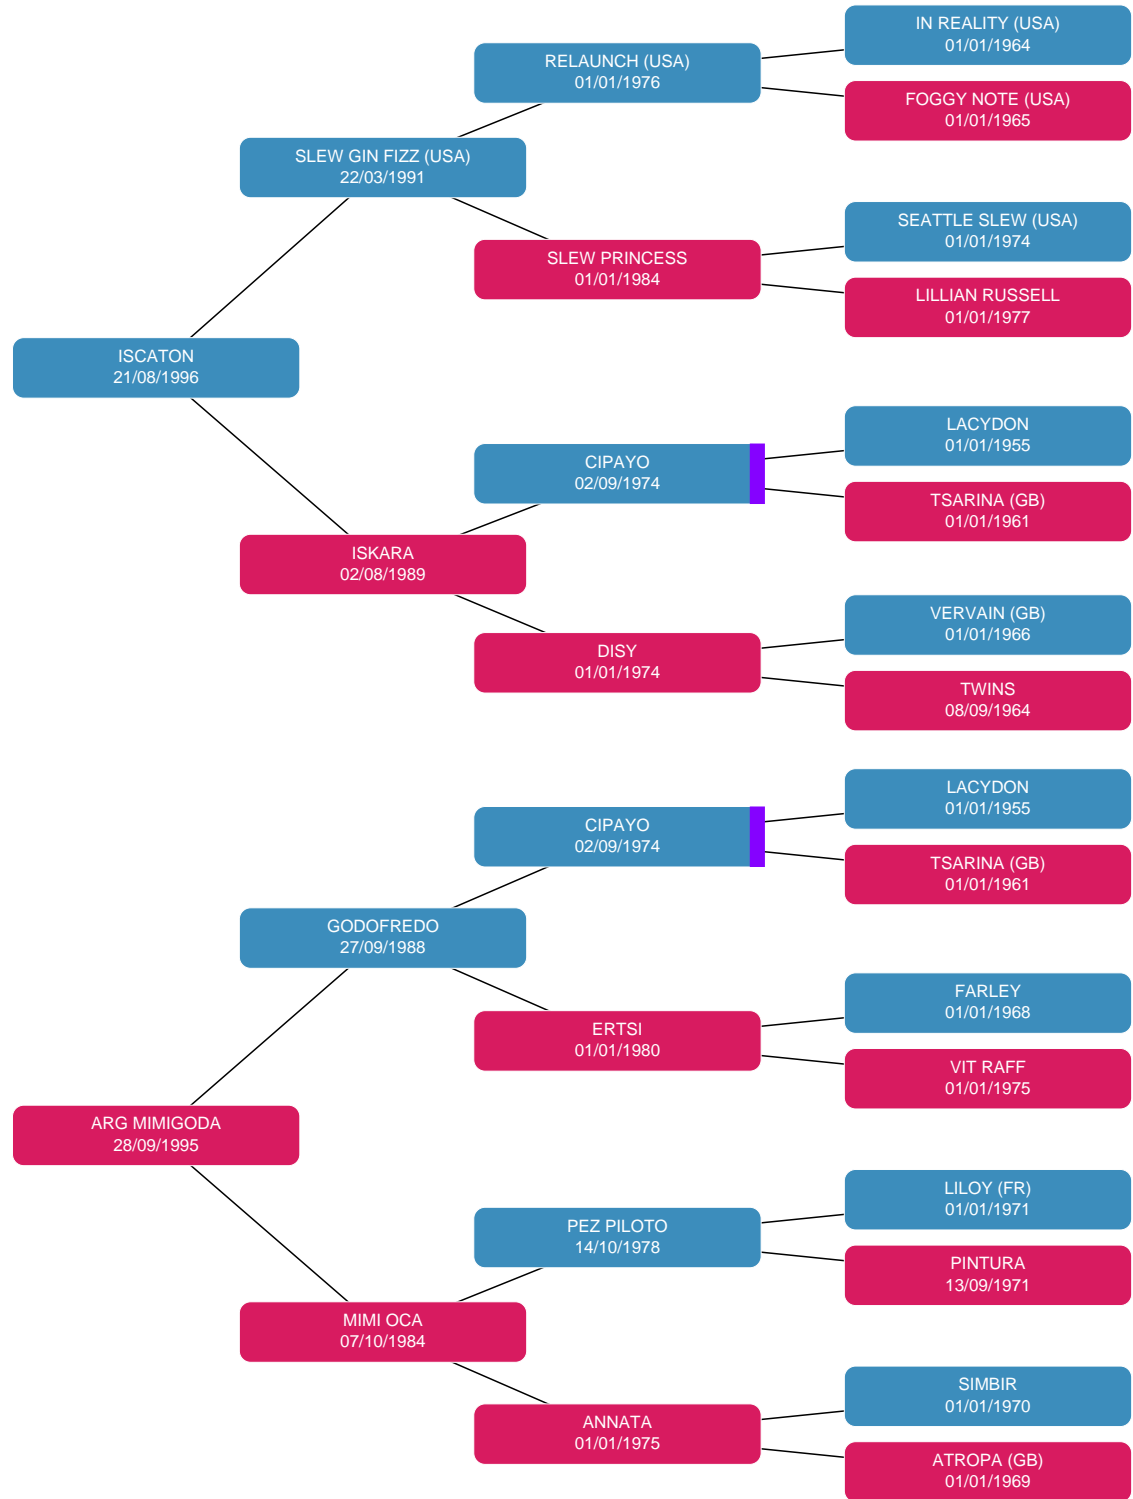 IN REALITY (USA)
01/01/1964
RELAUNCH (USA)
01/01/1976
FOGGY NOTE (USA)
01/01/1965
SLEW GIN FIZZ (USA)
22/03/1991
SEATTLE SLEW (USA)
01/01/1974
SLEW PRINCESS
01/01/1984
LILLIAN RUSSELL
01/01/1977
ISCATON
21/08/1996
LACYDON
01/01/1955
CIPAYO
02/09/1974
TSARINA (GB)
01/01/1961
ISKARA
02/08/1989
VERVAIN (GB)
01/01/1966
DISY
01/01/1974
TWINS
08/09/1964
LACYDON
01/01/1955
CIPAYO
02/09/1974
TSARINA (GB)
01/01/1961
GODOFREDO
27/09/1988
FARLEY
01/01/1968
ERTSI
01/01/1980
VIT RAFF
01/01/1975
ARG MIMIGODA
28/09/1995
LILOY (FR)
01/01/1971
PEZ PILOTO
14/10/1978
PINTURA
13/09/1971
MIMI OCA
07/10/1984
SIMBIR
01/01/1970
ANNATA
01/01/1975
ATROPA (GB)
01/01/1969